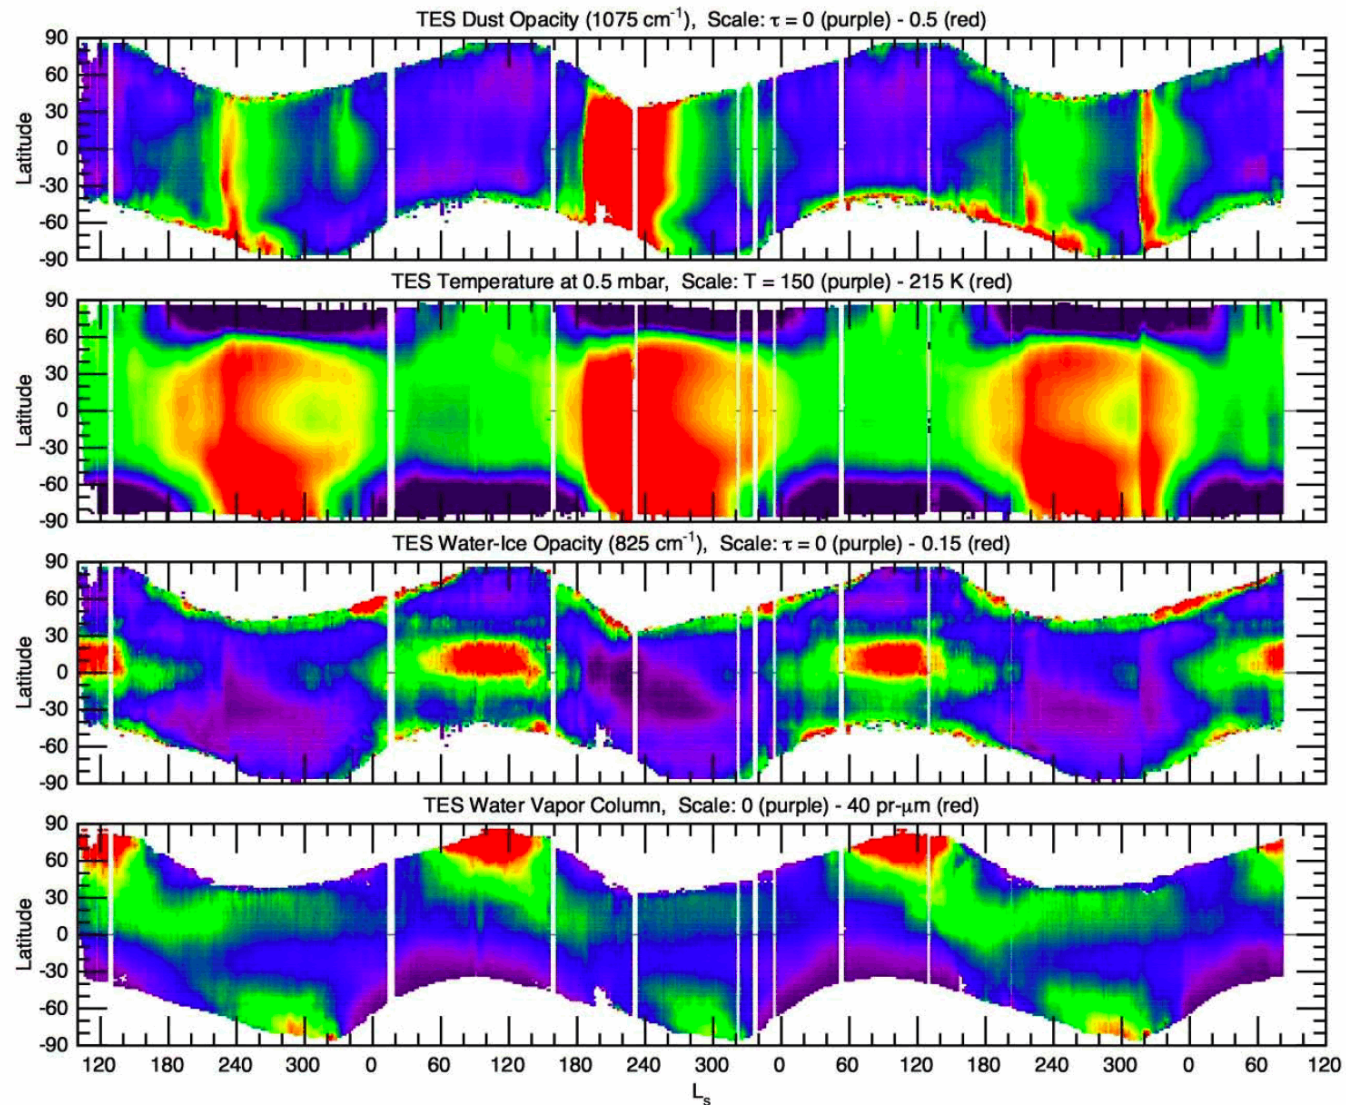 TES Dust Opacity (1075 cm⁻¹), Scale: τ = 0 (purple) - 0.5 (red)
90
60
30
0
-30
-60
-90
Latitude
TES Temperature at 0.5 mbar, Scale: T = 150 (purple) - 215 K (red)
90
60
30
0
-30
-60
-90
Latitude
TES Water-Ice Opacity (825 cm⁻¹), Scale: τ = 0 (purple) - 0.15 (red)
90
60
30
0
-30
-60
-90
Latitude
TES Water Vapor Column, Scale: 0 (purple) - 40 pr-μm (red)
90
60
30
0
-30
-60
-90
Latitude
120 180 240 300 0 60 120 180 240 300 0 60 120 180 240 300 0 60 120
Ls